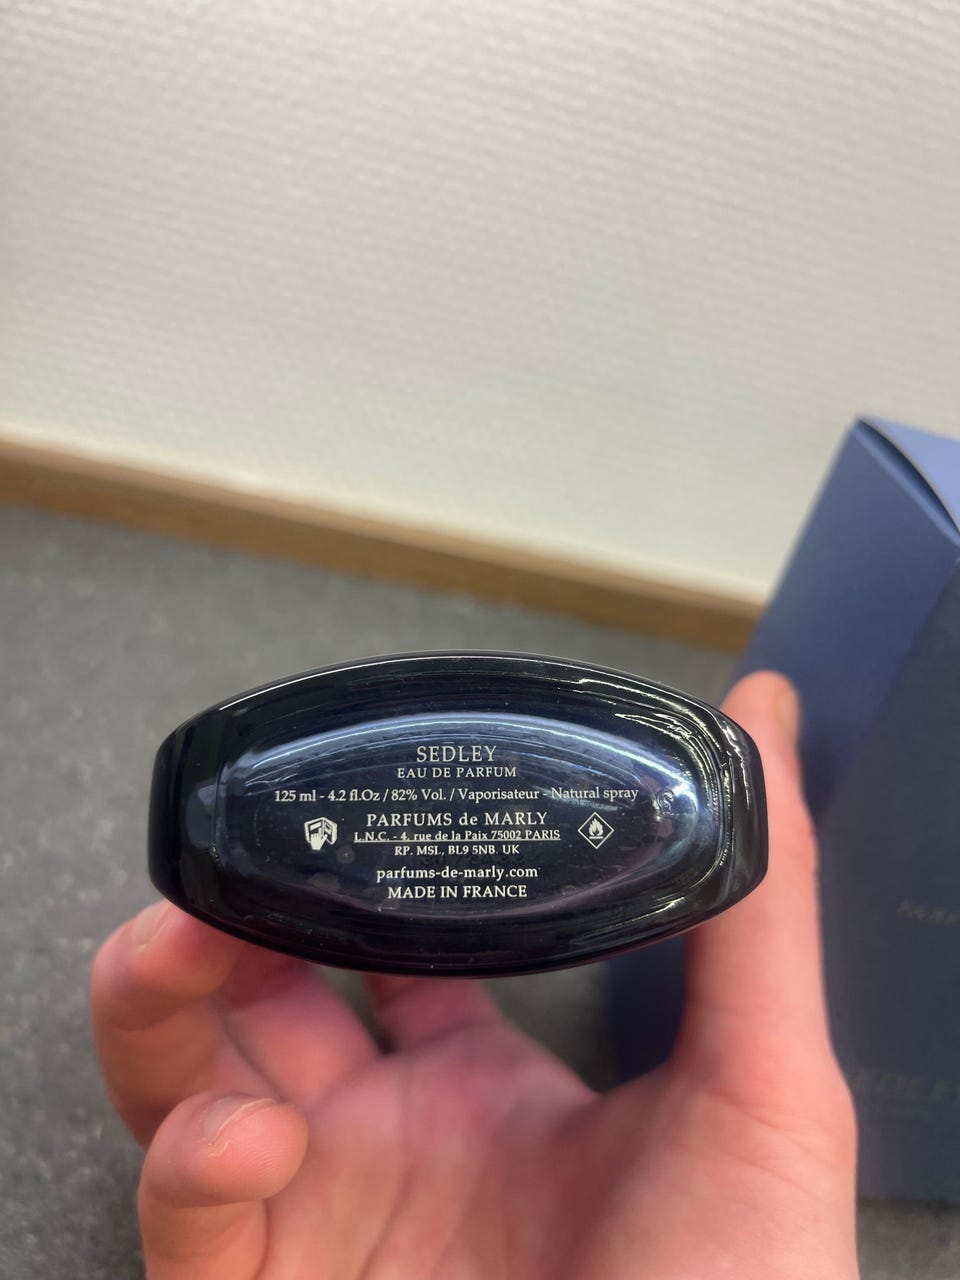 SEDLEY
EAU DE PARFUM
125 ml - 4.2 fl.Oz / 82% Vol. / Vaporisateur - Natural spray
PARFUMS de MARLY
L.N.C. - 4, rue de la Paix 75002 PARIS
RP. MSL, BL9 5NB. UK
parfums-de-marly.com
MADE IN FRANCE